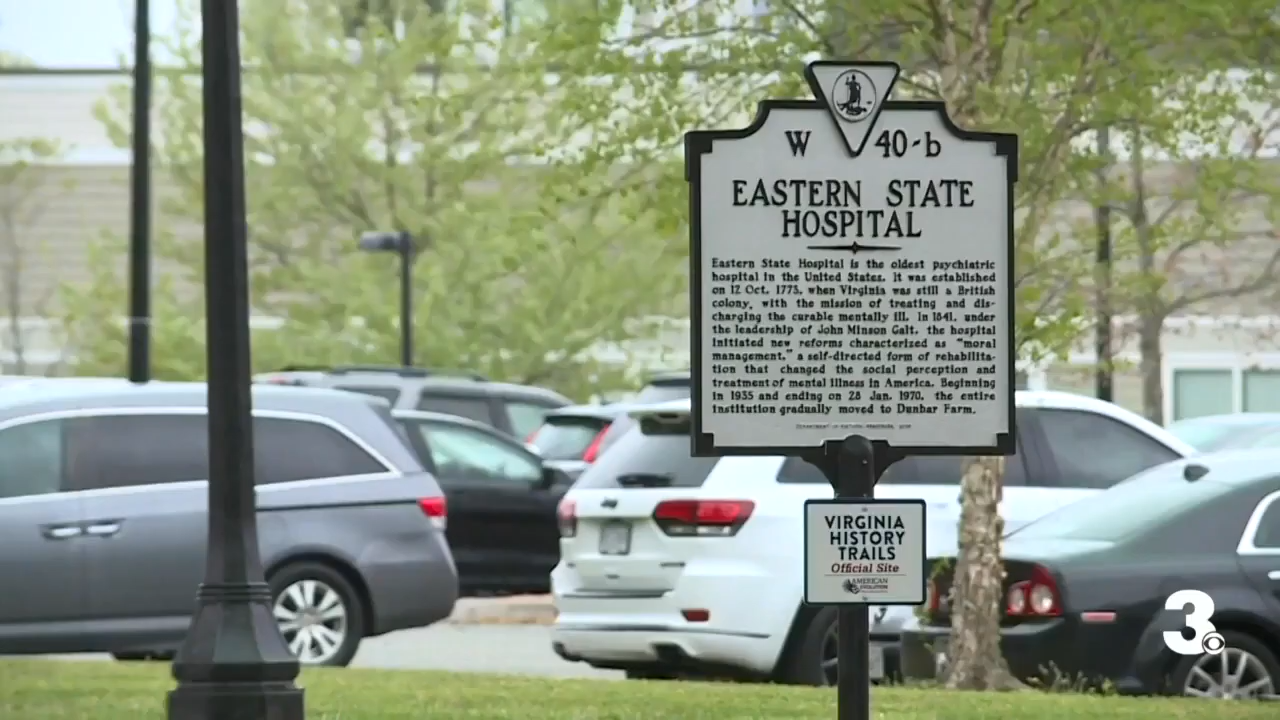 W 40-b
EASTERN STATE
HOSPITAL
Eastern State Hospital is the oldest psychiatric
hospital in the United States. It was established
on 12 Oct. 1773, when Virginia was still a British
colony, with the mission of treating and dis-
charging the curable mentally ill. In 1841, under
the leadership of John Minson Galt, the hospital
initiated new reforms characterized as "moral
management," a self-directed form of rehabilita-
tion that changed the social perception and
treatment of mental illness in America. Beginning
in 1935 and ending on 28 Jan. 1970, the entire
institution gradually moved to Dunbar Farm.
VIRGINIA
HISTORY
TRAILS
Official Site
AMERICAN
EVOLUTION
3